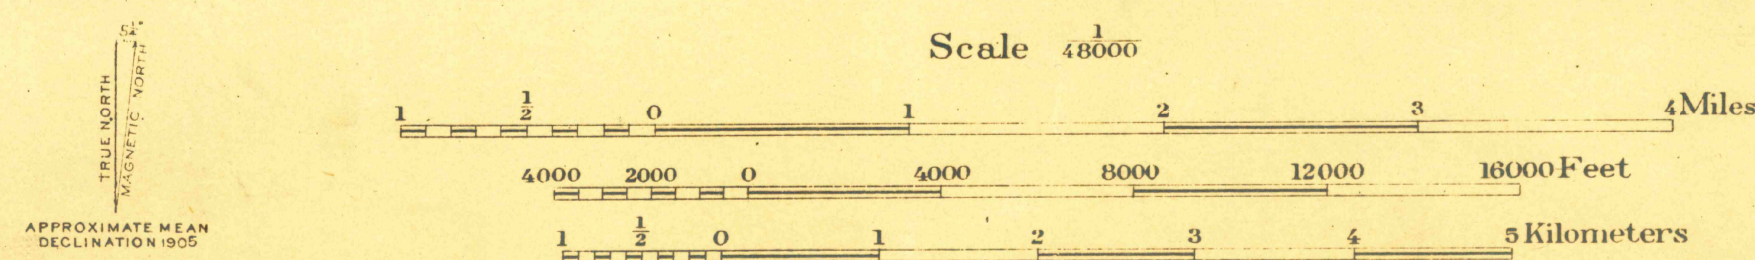 Scale 1/48000
1 1/2 0 1 2 3 4 Miles
4000 2000 0 4000 8000 12000 16000 Feet
1 1/2 0 1 2 3 4 5 Kilometers
TRUE NORTH
MAGNETIC NORTH
APPROXIMATE MEAN
DECLINATION 1905